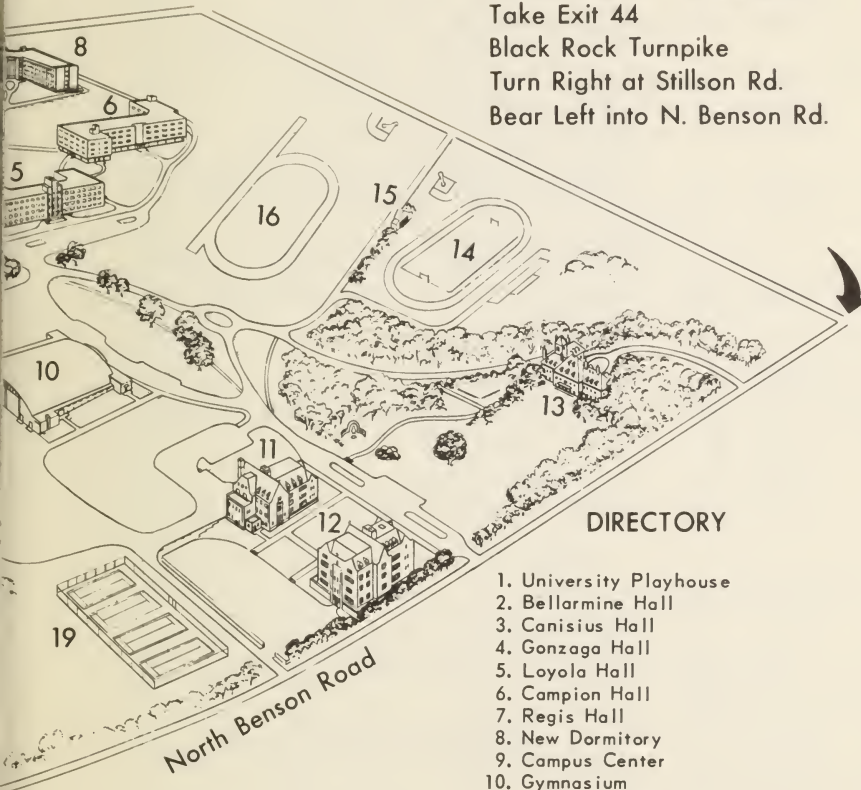 Take Exit 44
Black Rock Turnpike
Turn Right at Stillson Rd.
Bear Left into N. Benson Rd.
8
6
5
15
16
14
10
13
11
12
19
North Benson Road
DIRECTORY
1. University Playhouse
2. Bellarmine Hall
3. Canisius Hall
4. Gonzaga Hall
5. Loyola Hall
6. Campion Hall
7. Regis Hall
8. New Dormitory
9. Campus Center
10. Gymnasium